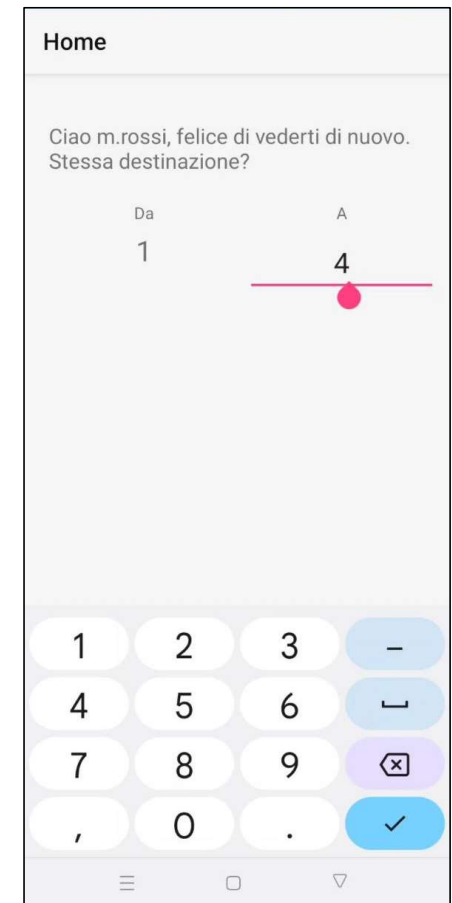 Home
Ciao m.rossi, felice di vederti di nuovo.
Stessa destinazione?
Da A
1 4
1 2 3 –
4 5 6
7 8 9
, 0 .